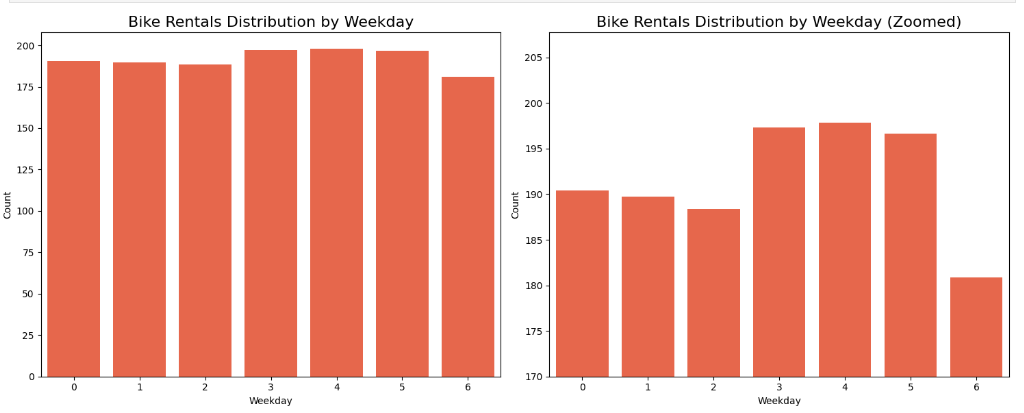 Bike Rentals Distribution by Weekday
200
175
150
125
100
75
50
25
0
Count
0 1 2 3 4 5 6
Weekday
Bike Rentals Distribution by Weekday (Zoomed)
205
200
195
190
185
180
175
170
Count
0 1 2 3 4 5 6
Weekday